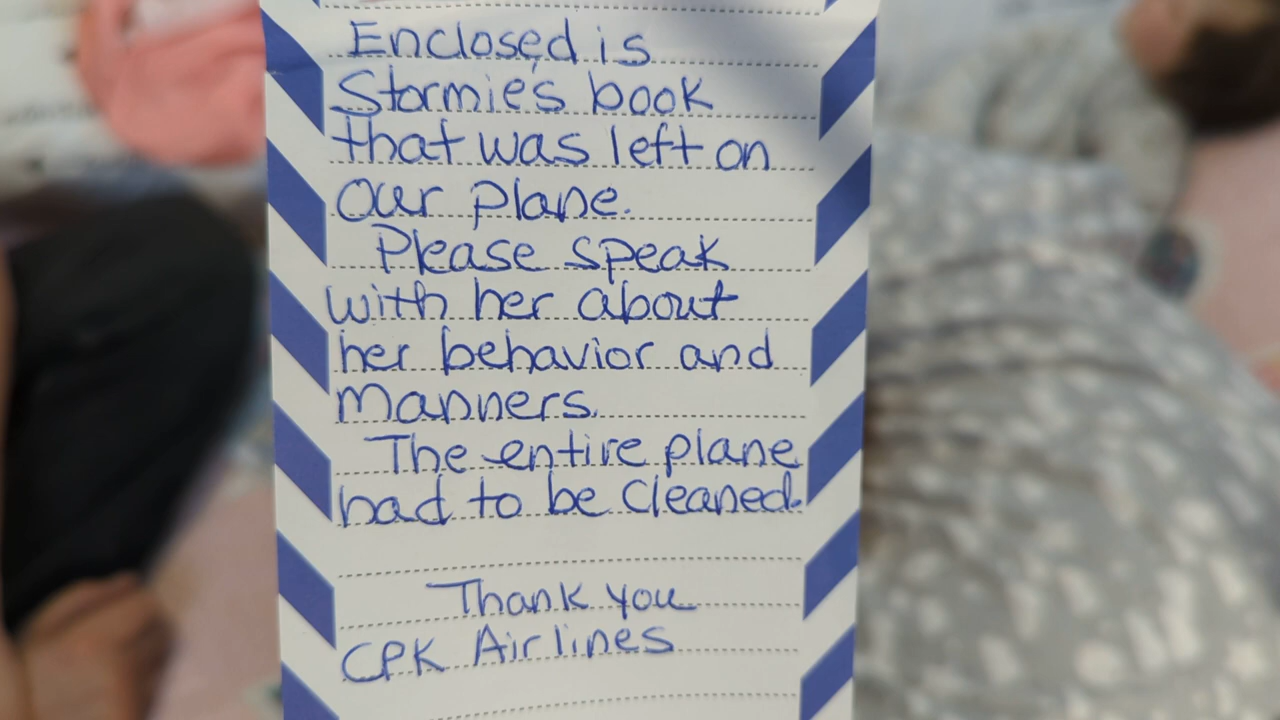 Enclosed is
Stormie's book
that was left on
our plane.
Please speak
with her about
her behavior and
Manners.
The entire plane
had to be cleaned.
Thank you
CPK Airlines